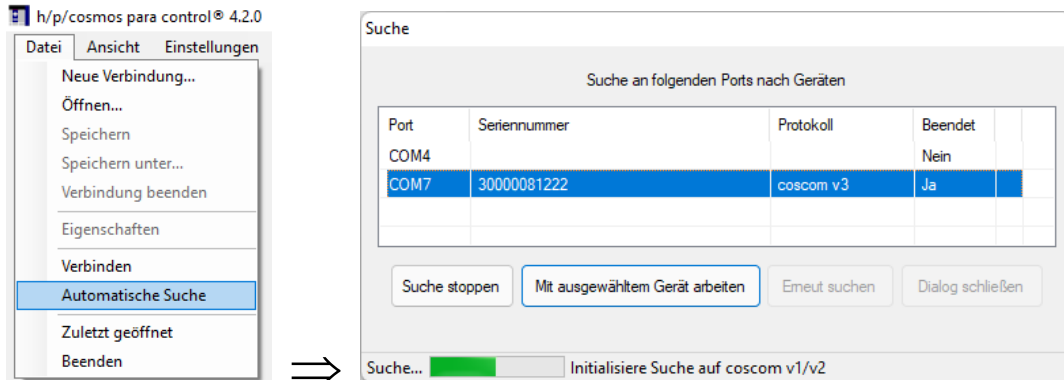 h/p/cosmos para control® 4.2.0
Datei Ansicht Einstellungen
Neue Verbindung...
Öffnen...
Speichern
Speichern unter...
Verbindung beenden
Eigenschaften
Verbinden
Automatische Suche
Zuletzt geöffnet
Beenden
⇒
Suche
Suche an folgenden Ports nach Geräten
Port Seriennummer Protokoll Beendet
COM4 Nein
COM7 30000081222 coscom v3 Ja
Suche stoppen Mit ausgewähltem Gerät arbeiten Erneut suchen Dialog schließen
Suche... Initialisiere Suche auf coscom v1/v2